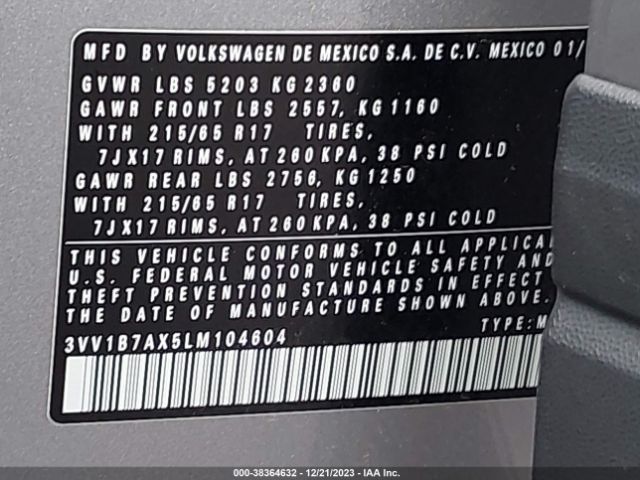 MFD BY VOLKSWAGEN DE MEXICO S.A. DE C.V. MEXICO 01/
GVWR LBS 5203 KG 2360
GAWR FRONT LBS 2557, KG 1160
WITH 215/65 R17 TIRES,
7JX17 RIMS, AT 260 KPA, 38 PSI COLD
GAWR REAR LBS 2756, KG 1250
WITH 215/65 R17 TIRES,
7JX17 RIMS, AT 260 KPA, 38 PSI COLD
THIS VEHICLE CONFORMS TO ALL APPLICA
U.S. FEDERAL MOTOR VEHICLE SAFETY AND
THEFT PREVENTION STANDARDS IN EFFECT
THE DATE OF MANUFACTURE SHOWN ABOVE.
3VV1B7AX5LM104604 TYPE: M
000-38364632 - 12/21/2023 - IAA Inc.